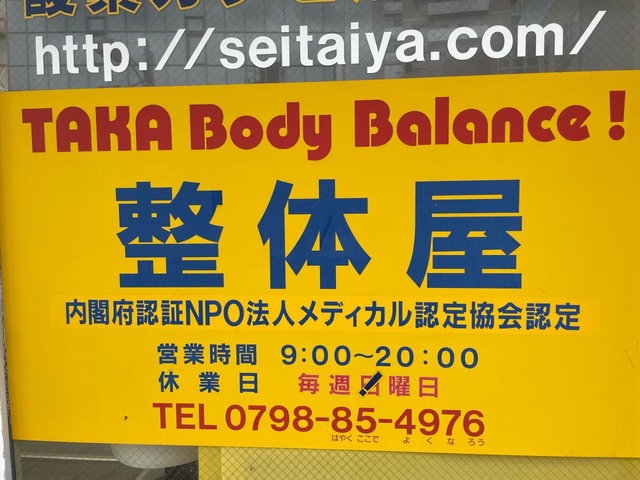 http://seitaiya.com/
TAKA Body Balance!
整体屋
内閣府認証NPO法人メディカル認定協会認定
営業時間 9:00〜20:00
休業日 毎週日曜日
TEL 0798-85-4976
はやく ここで よくなろう